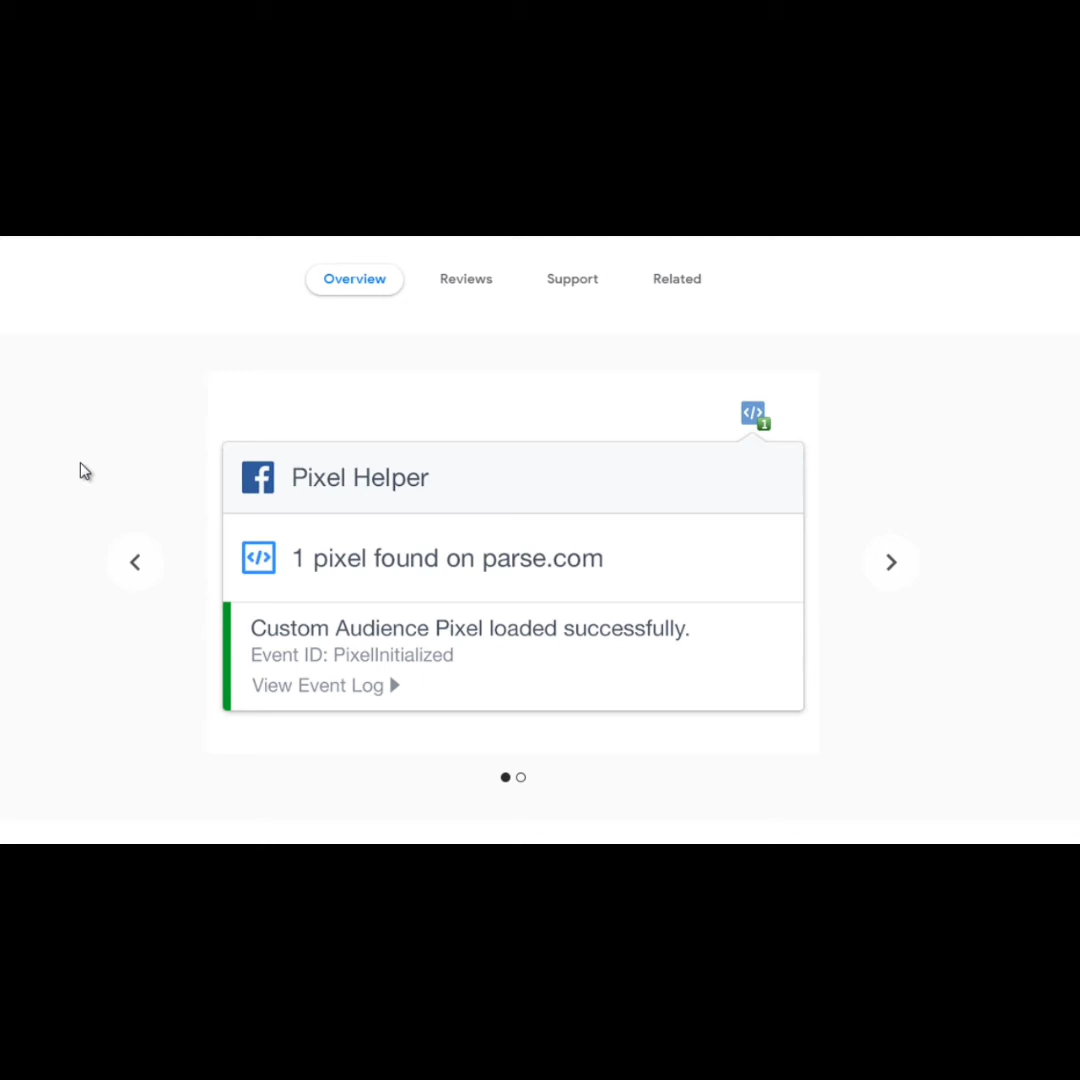 Overview Reviews Support Related
</> 1
f Pixel Helper
</> 1 pixel found on parse.com
Custom Audience Pixel loaded successfully.
Event ID: PixelInitialized
View Event Log